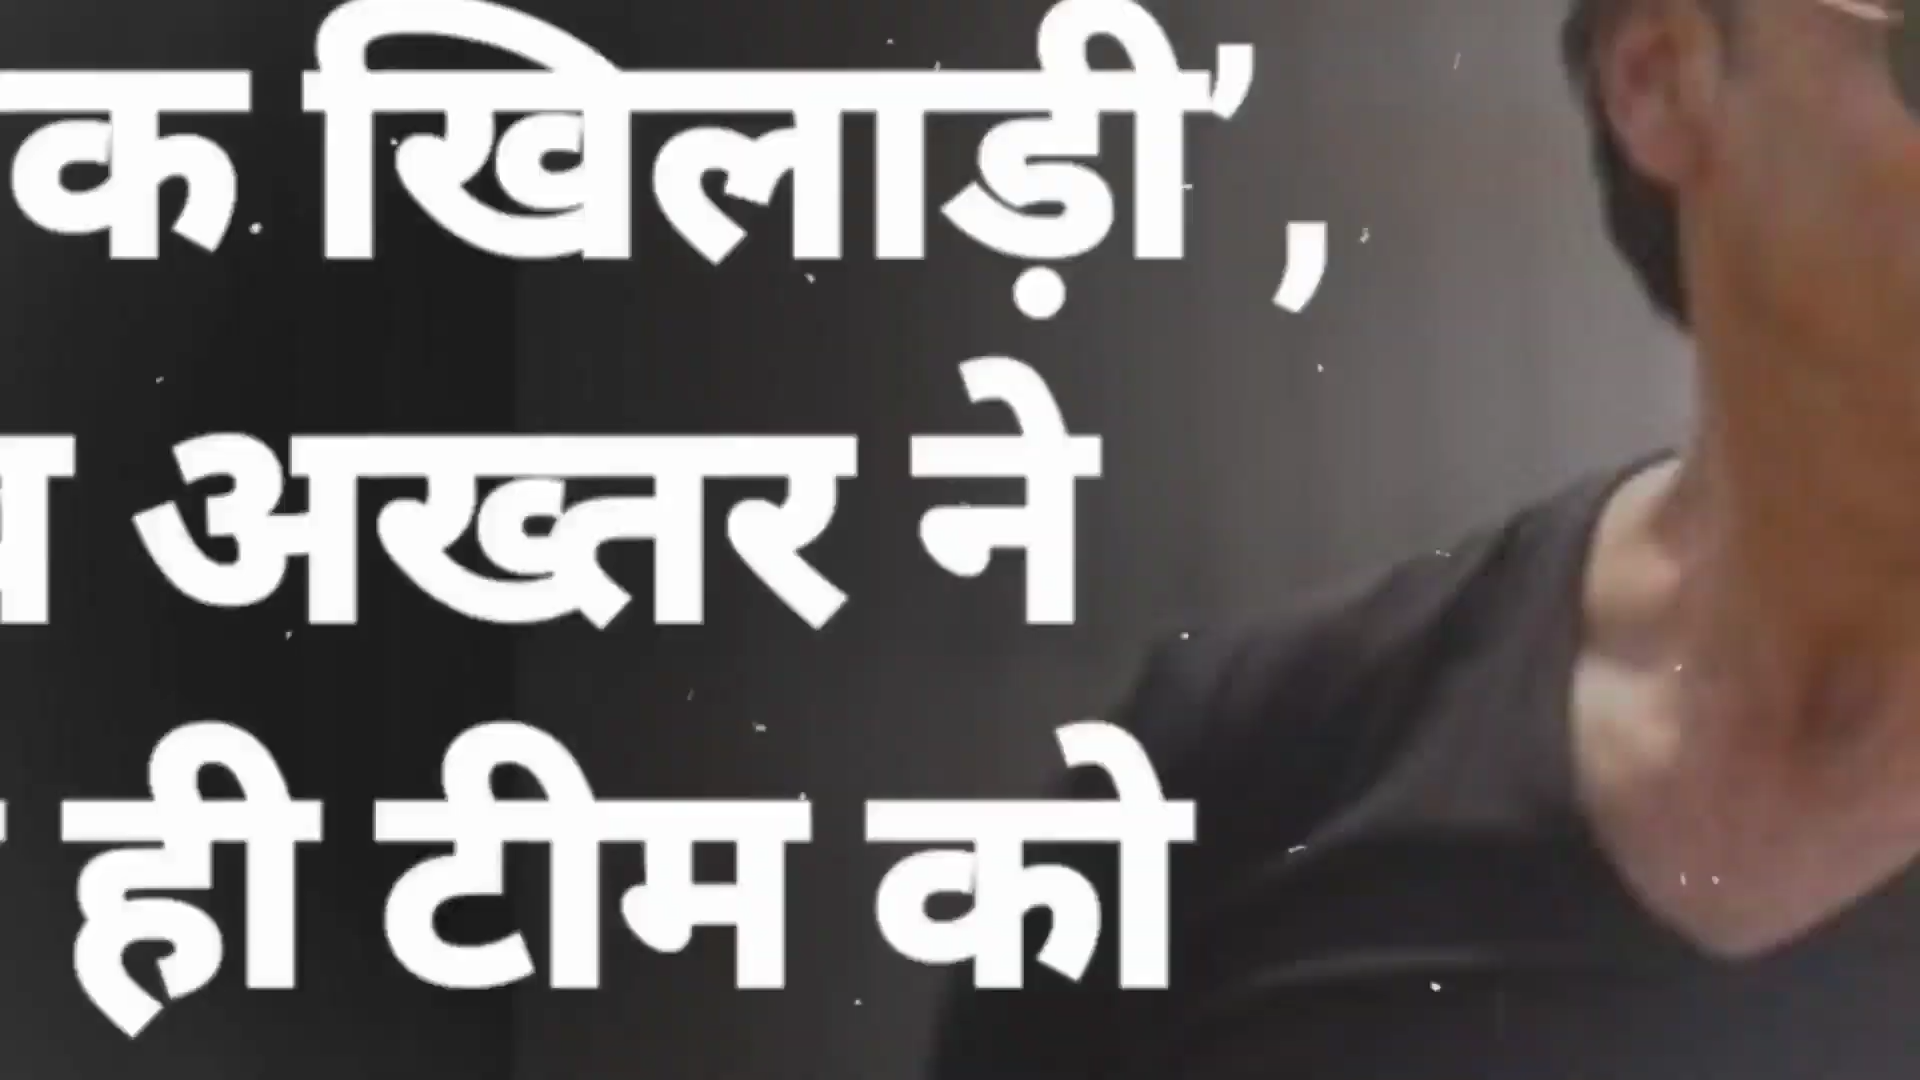 क खिलाड़ी’,
अख्तर ने
ही टीम को